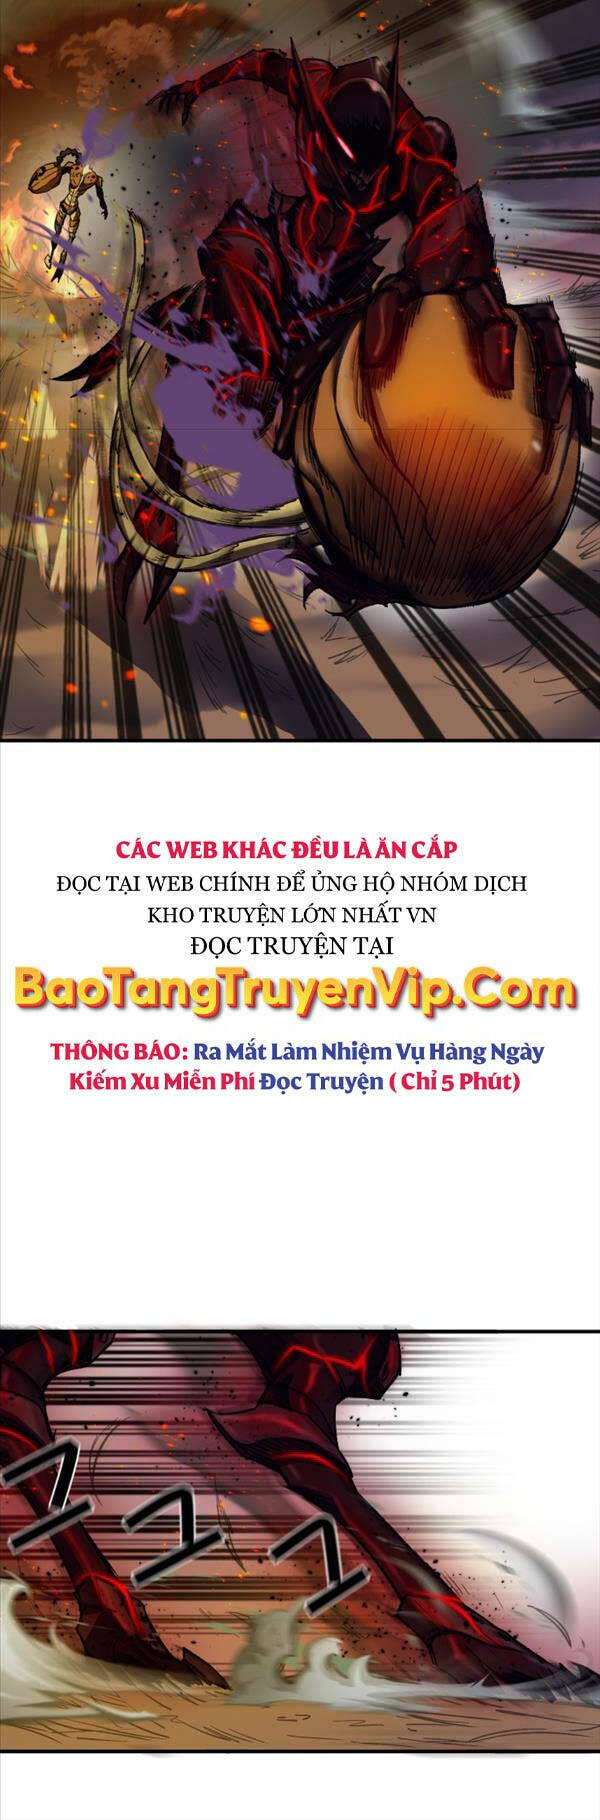 CÁC WEB KHÁC ĐỀU LÀ ĂN CẮP
ĐỌC TẠI WEB CHÍNH ĐỂ ỦNG HỘ NHÓM DỊCH
KHO TRUYỆN LỚN NHẤT VN
ĐỌC TRUYỆN TẠI
BaoTangTruyenVip.Com
THÔNG BÁO: Ra Mắt Làm Nhiệm Vụ Hàng Ngày
Kiếm Xu Miễn Phí Đọc Truyện ( Chỉ 5 Phút)